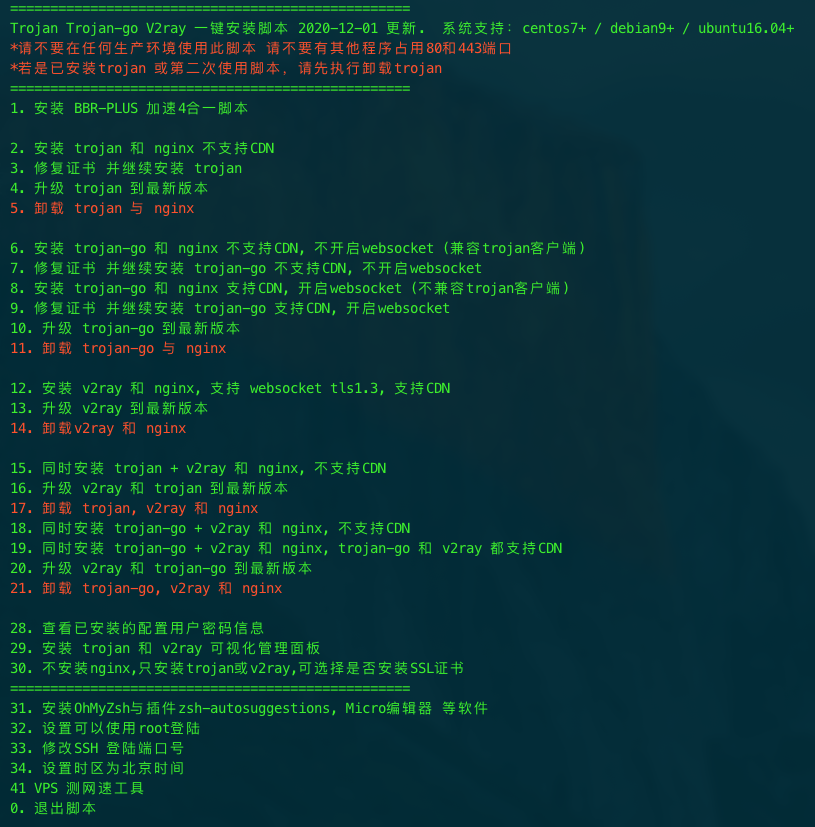 ==================================================
Trojan Trojan-go V2ray 一键安装脚本 2020-12-01 更新.  系统支持：centos7+ / debian9+ / ubuntu16.04+
*请不要在任何生产环境使用此脚本 请不要有其他程序占用80和443端口
*若是已安装trojan 或第二次使用脚本，请先执行卸载trojan
==================================================
1. 安装 BBR-PLUS 加速4合一脚本
2. 安装 trojan 和 nginx 不支持CDN
3. 修复证书 并继续安装 trojan
4. 升级 trojan 到最新版本
5. 卸载 trojan 与 nginx
6. 安装 trojan-go 和 nginx 不支持CDN, 不开启websocket (兼容trojan客户端)
7. 修复证书 并继续安装 trojan-go 不支持CDN, 不开启websocket
8. 安装 trojan-go 和 nginx 支持CDN, 开启websocket (不兼容trojan客户端)
9. 修复证书 并继续安装 trojan-go 支持CDN, 开启websocket
10. 升级 trojan-go 到最新版本
11. 卸载 trojan-go 与 nginx
12. 安装 v2ray 和 nginx, 支持 websocket tls1.3, 支持CDN
13. 升级 v2ray 到最新版本
14. 卸载v2ray 和 nginx
15. 同时安装 trojan + v2ray 和 nginx, 不支持CDN
16. 升级 v2ray 和 trojan 到最新版本
17. 卸载 trojan, v2ray 和 nginx
18. 同时安装 trojan-go + v2ray 和 nginx, 不支持CDN
19. 同时安装 trojan-go + v2ray 和 nginx, trojan-go 和 v2ray 都支持CDN
20. 升级 v2ray 和 trojan-go 到最新版本
21. 卸载 trojan-go, v2ray 和 nginx
28. 查看已安装的配置用户密码信息
29. 安装 trojan 和 v2ray 可视化管理面板
30. 不安装nginx,只安装trojan或v2ray,可选择是否安装SSL证书
==================================================
31. 安装OhMyZsh与插件zsh-autosuggestions, Micro编辑器 等软件
32. 设置可以使用root登陆
33. 修改SSH 登陆端口号
34. 设置时区为北京时间
41 VPS 测网速工具
0. 退出脚本